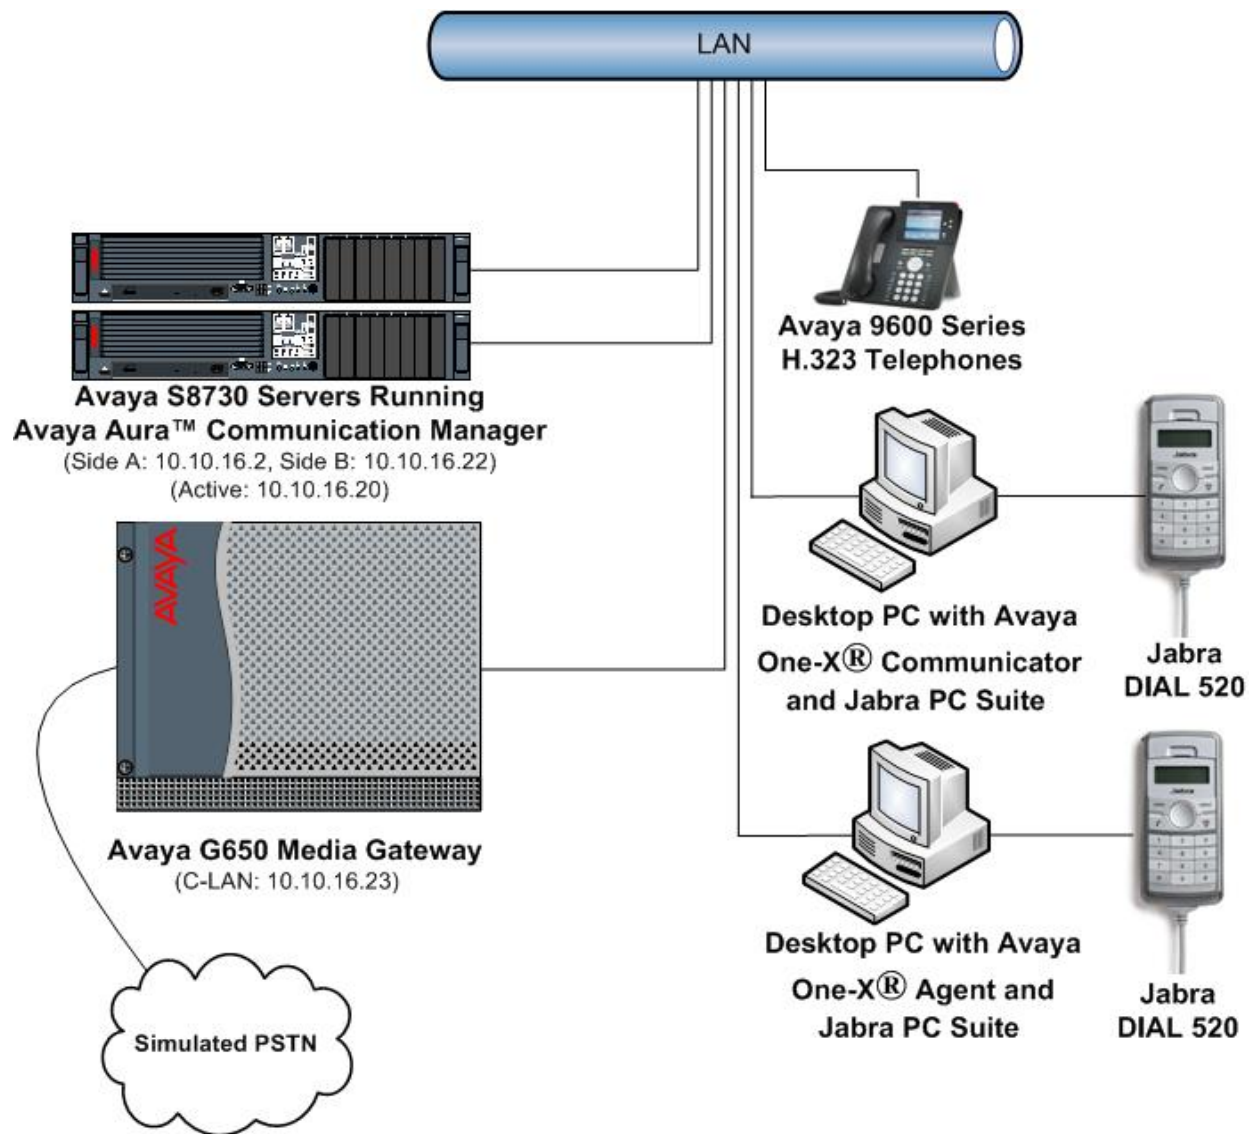 LAN
Avaya 9600 Series
H.323 Telephones
Avaya S8730 Servers Running
Avaya Aura™ Communication Manager
(Side A: 10.10.16.2, Side B: 10.10.16.22)
(Active: 10.10.16.20)
AVAYA
Avaya G650 Media Gateway
(C-LAN: 10.10.16.23)
Simulated PSTN
Desktop PC with Avaya
One-X® Communicator
and Jabra PC Suite
Jabra
Jabra
DIAL 520
Desktop PC with Avaya
One-X® Agent and
Jabra PC Suite
Jabra
Jabra
DIAL 520